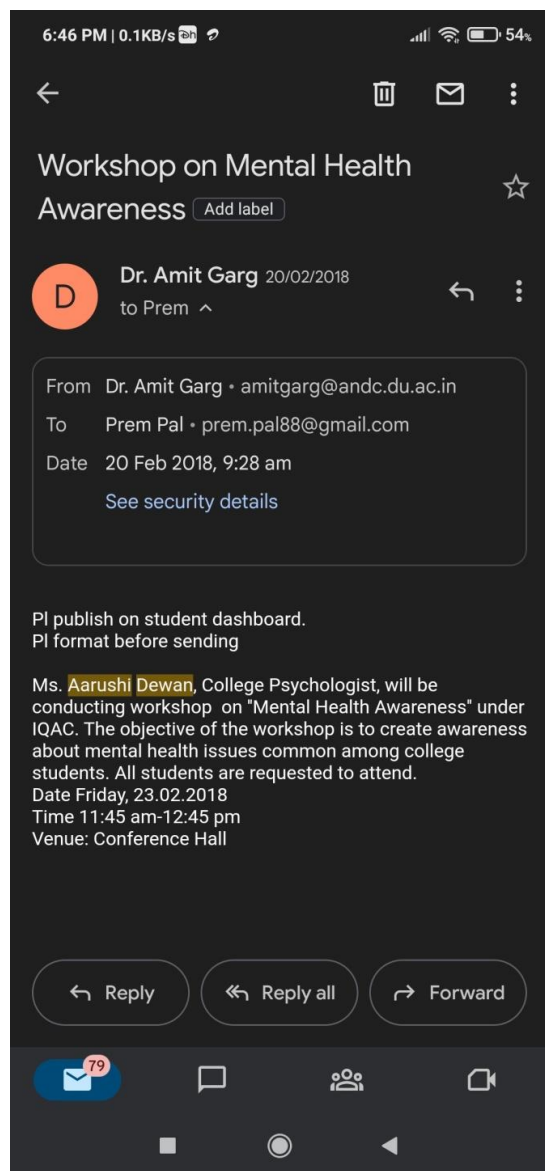 6:46 PM | 0.1KB/s
54%
Workshop on Mental Health
Awareness Add label
Dr. Amit Garg 20/02/2018
D
to Prem
From Dr. Amit Garg • amitgarg@andc.du.ac.in
To Prem Pal • prem.pal88@gmail.com
Date 20 Feb 2018, 9:28 am
See security details
Pl publish on student dashboard.
Pl format before sending
Ms. Aarushi Dewan, College Psychologist, will be
conducting workshop on "Mental Health Awareness" under
IQAC. The objective of the workshop is to create awareness
about mental health issues common among college
students. All students are requested to attend.
Date Friday, 23.02.2018
Time 11:45 am-12:45 pm
Venue: Conference Hall
Reply Reply all Forward
79